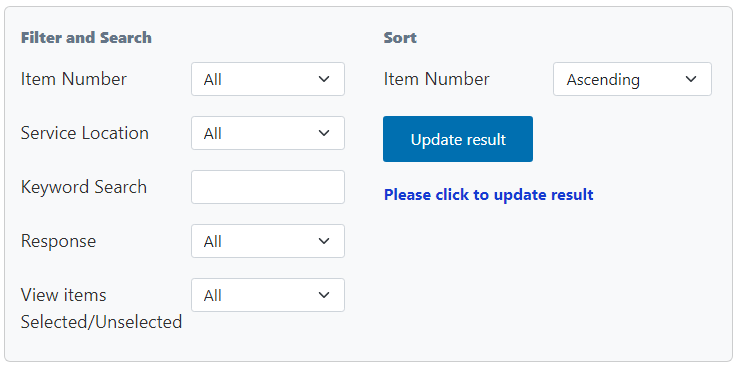 Filter and Search
Item Number All
Service Location All
Keyword Search
Response All
View items All
Selected/Unselected
Sort
Item Number Ascending
Update result
Please click to update result